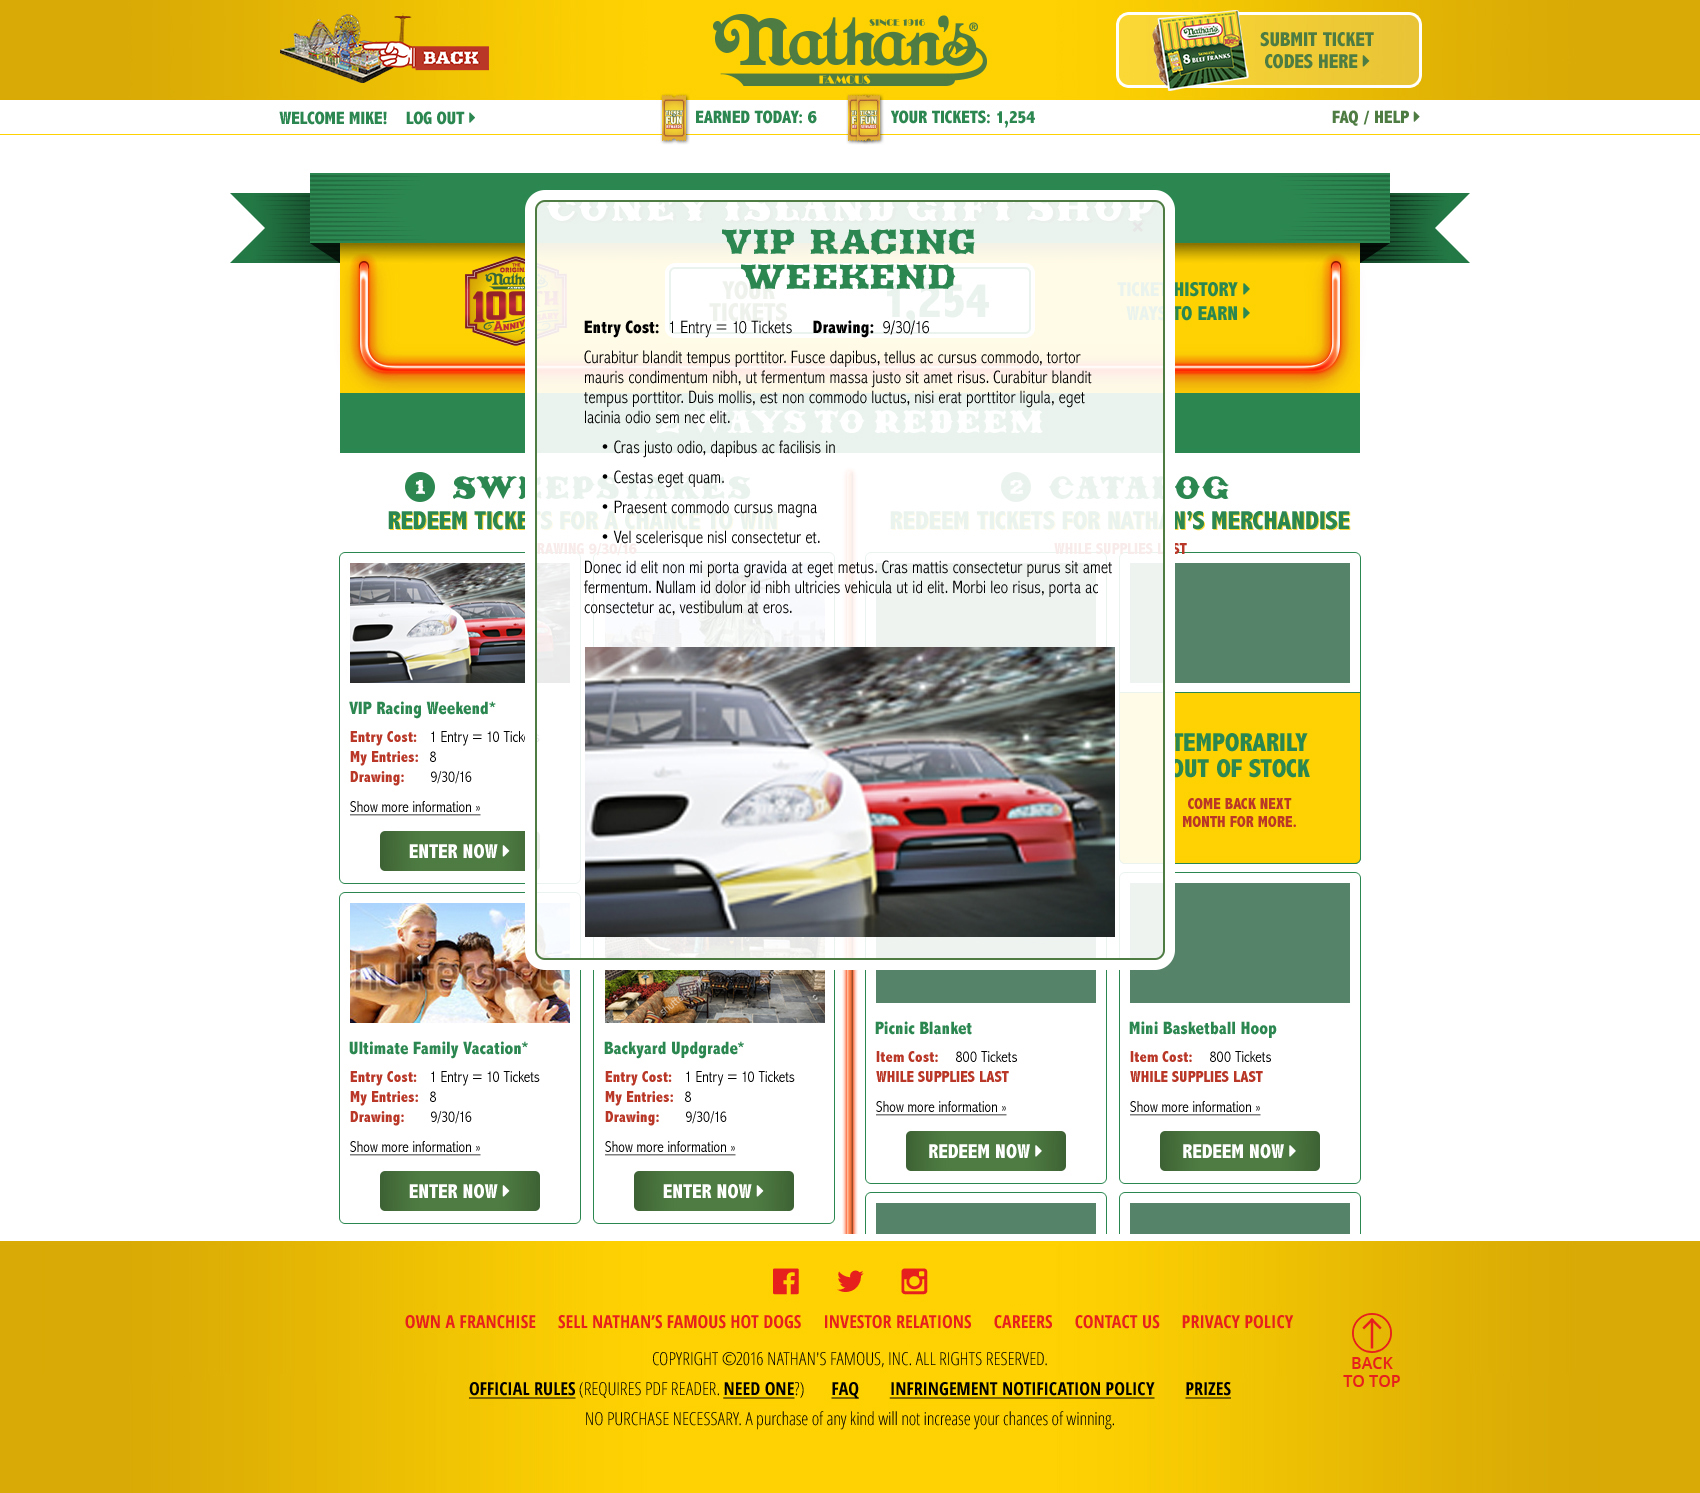 BACK
SINCE 1916
Nathan's®
FAMOUS
Nathan's
8 BEEF FRANKS
SUBMIT TICKET
CODES HERE
WELCOME MIKE! LOG OUT
FUN
EARNED TODAY: 6
FUN
YOUR TICKETS: 1,254
FAQ / HELP
CONEY ISLAND GIFT SHOP
×
VIP RACING
WEEKEND
THE
ORIGINAL
Nathan's
100TH
ANNIV
YOUR
TICKETS
1,254
TICKET HISTORY
WAYS TO EARN
Entry Cost: 1 Entry = 10 Tickets Drawing: 9/30/16
Curabitur blandit tempus porttitor. Fusce dapibus, tellus ac cursus commodo, tortor
mauris condimentum nibh, ut fermentum massa justo sit amet risus. Curabitur blandit
tempus porttitor. Duis mollis, est non commodo luctus, nisi erat porttitor ligula, eget
lacinia odio sem nec elit.
2 WAYS TO REDEEM
• Cras justo odio, dapibus ac facilisis in
• Cestas eget quam.
• Praesent commodo cursus magna
• Vel scelerisque nisl consectetur et.
Donec id elit non mi porta gravida at eget metus. Cras mattis consectetur purus sit amet
fermentum. Nullam id dolor id nibh ultricies vehicula ut id elit. Morbi leo risus, porta ac
consectetur ac, vestibulum at eros.
1 SWEEPSTAKES
REDEEM TICKETS FOR A CHANCE TO WIN
DRAWING 9/30/16
2 CATALOG
REDEEM TICKETS FOR NATHAN'S MERCHANDISE
WHILE SUPPLIES LAST
VIP Racing Weekend*
Entry Cost: 1 Entry = 10 Ticke
My Entries: 8
Drawing: 9/30/16
Show more information »
ENTER NOW
TEMPORARILY
OUT OF STOCK
COME BACK NEXT
MONTH FOR MORE.
Ultimate Family Vacation*
Entry Cost: 1 Entry = 10 Tickets
My Entries: 8
Drawing: 9/30/16
Show more information »
ENTER NOW
Backyard Updgrade*
Entry Cost: 1 Entry = 10 Tickets
My Entries: 8
Drawing: 9/30/16
Show more information »
ENTER NOW
Picnic Blanket
Item Cost: 800 Tickets
WHILE SUPPLIES LAST
Show more information »
REDEEM NOW
Mini Basketball Hoop
Item Cost: 800 Tickets
WHILE SUPPLIES LAST
Show more information »
REDEEM NOW
OWN A FRANCHISE SELL NATHAN'S FAMOUS HOT DOGS INVESTOR RELATIONS CAREERS CONTACT US PRIVACY POLICY
COPYRIGHT ©2016 NATHAN'S FAMOUS, INC. ALL RIGHTS RESERVED.
OFFICIAL RULES (REQUIRES PDF READER. NEED ONE?) FAQ INFRINGEMENT NOTIFICATION POLICY PRIZES
NO PURCHASE NECESSARY. A purchase of any kind will not increase your chances of winning.
BACK
TO TOP